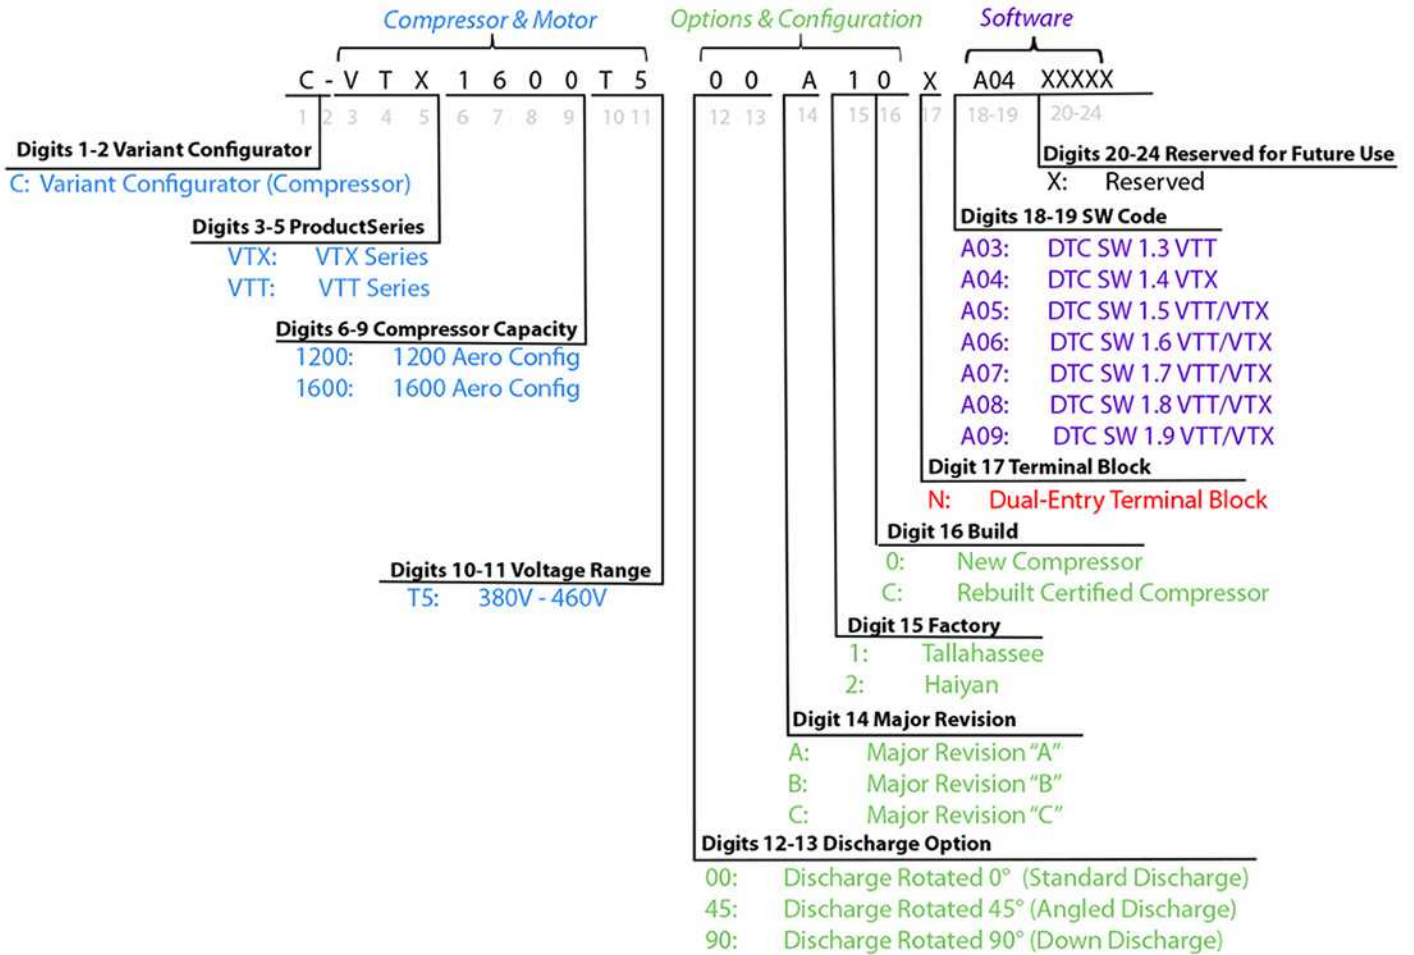 Compressor & Motor Options & Configuration Software
C - V T X 1 6 0 0 T 5 0 0 A 1 0 X A04 XXXXX
1 2 3 4 5 6 7 8 9 10 11 12 13 14 15 16 17 18-19 20-24
Digits 1-2 Variant Configurator
C: Variant Configurator (Compressor)
Digits 3-5 ProductSeries
VTX: VTX Series
VTT: VTT Series
Digits 6-9 Compressor Capacity
1200: 1200 Aero Config
1600: 1600 Aero Config
Digits 10-11 Voltage Range
T5: 380V - 460V
Digits 20-24 Reserved for Future Use
X: Reserved
Digits 18-19 SW Code
A03: DTC SW 1.3 VTT
A04: DTC SW 1.4 VTX
A05: DTC SW 1.5 VTT/VTX
A06: DTC SW 1.6 VTT/VTX
A07: DTC SW 1.7 VTT/VTX
A08: DTC SW 1.8 VTT/VTX
A09: DTC SW 1.9 VTT/VTX
Digit 17 Terminal Block
N: Dual-Entry Terminal Block
Digit 16 Build
0: New Compressor
C: Rebuilt Certified Compressor
Digit 15 Factory
1: Tallahassee
2: Haiyan
Digit 14 Major Revision
A: Major Revision “A”
B: Major Revision “B”
C: Major Revision “C”
Digits 12-13 Discharge Option
00: Discharge Rotated 0° (Standard Discharge)
45: Discharge Rotated 45° (Angled Discharge)
90: Discharge Rotated 90° (Down Discharge)